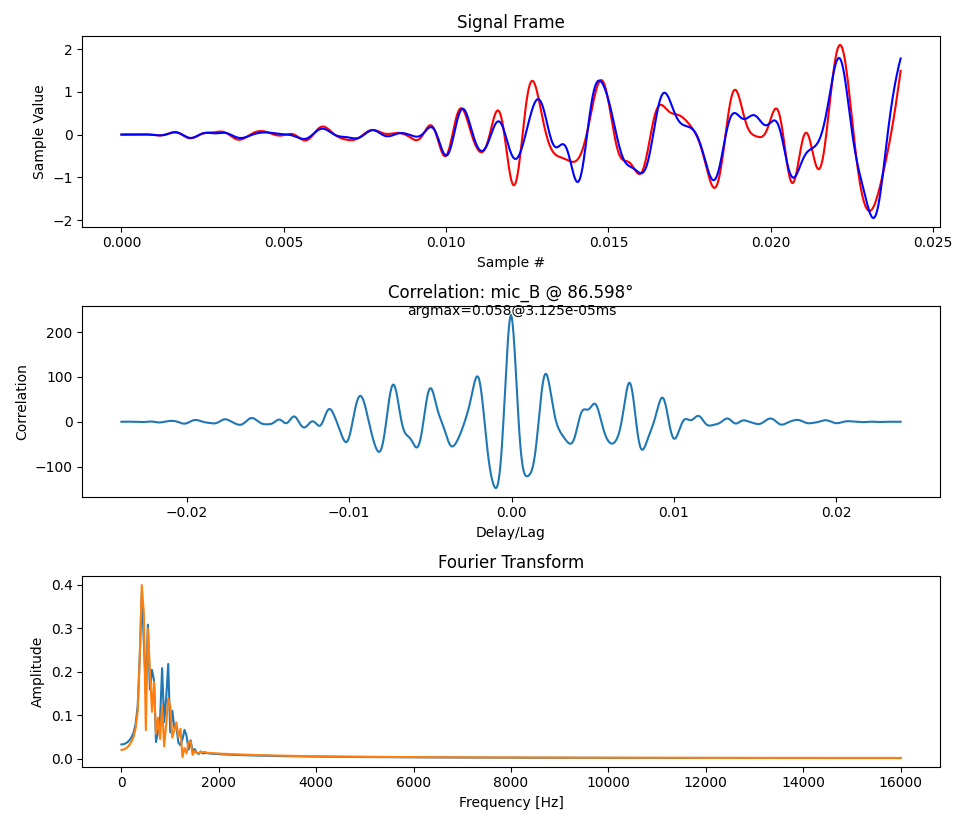 Signal Frame
2
1
0
−1
−2
Sample Value
0.000 0.005 0.010 0.015 0.020 0.025
Sample #
Correlation: mic_B @ 86.598°
argmax=0.058@3.125e-05ms
200
100
0
−100
Correlation
−0.02 −0.01 0.00 0.01 0.02
Delay/Lag
Fourier Transform
0.4
0.3
0.2
0.1
0.0
Amplitude
0 2000 4000 6000 8000 10000 12000 14000 16000
Frequency [Hz]